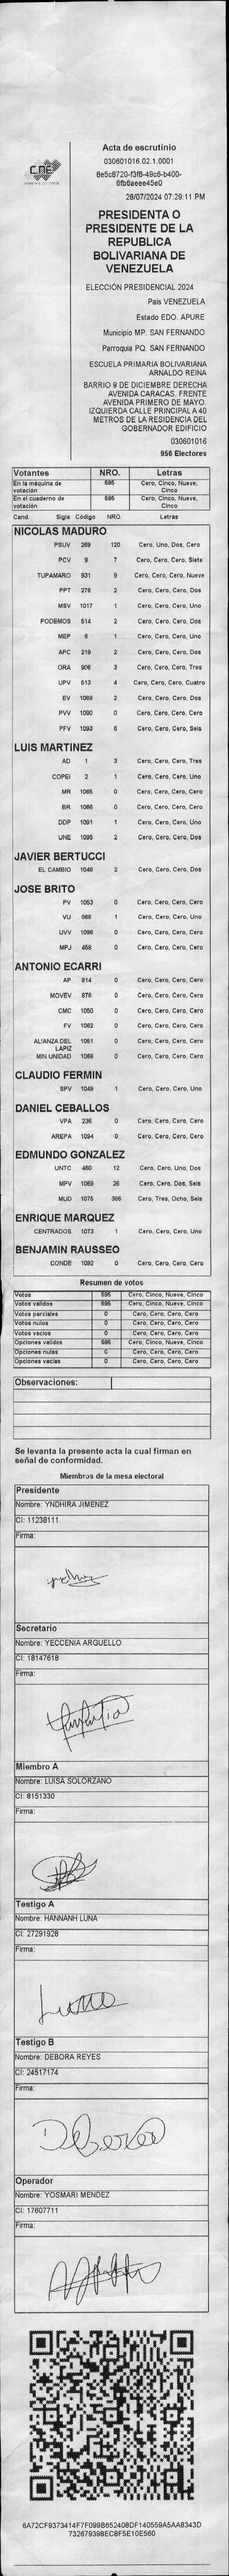 CNE
Acta de escrutinio
030601016.02.1.0001
28/07/2024 07:29:11 PM
PRESIDENTA O
PRESIDENTE DE LA
REPUBLICA
BOLIVARIANA DE
VENEZUELA
ELECCIÓN PRESIDENCIAL 2024
Pais VENEZUELA
Estado EDO. APURE
Municipio MP. SAN FERNANDO
Parroquia PQ. SAN FERNANDO
ESCUELA PRIMARIA BOLIVARIANA
ARNALDO REINA
BARRIO 9 DE DICIEMBRE DERECHA
AVENIDA CARACAS. FRENTE
AVENIDA PRIMERO DE MAYO.
IZQUIERDA CALLE PRINCIPAL A 40
METROS DE LA RESIDENCIA DEL
GOBERNADOR EDIFICIO
030601016
956 Electores
Votantes NRO. Letras
En la máquina de votación 595 Cero, Cinco, Nueve, Cinco
En el cuaderno de votación 595 Cero, Cinco, Nueve, Cinco
Cand. Sigla Código NRO. Letras
NICOLAS MADURO
PSUV 269 120 Cero, Uno, Dos, Cero
PCV 9 7 Cero, Cero, Cero, Siete
TUPAMARO 931 9 Cero, Cero, Cero, Nueve
PPT 276 2 Cero, Cero, Cero, Dos
MSV 1017 1 Cero, Cero, Cero, Uno
PODEMOS 514 2 Cero, Cero, Cero, Dos
MEP 6 1 Cero, Cero, Cero, Uno
APC 219 2 Cero, Cero, Cero, Dos
ORA 906 3 Cero, Cero, Cero, Tres
UPV 513 4 Cero, Cero, Cero, Cuatro
EV 1089 2 Cero, Cero, Cero, Dos
PVV 1090 0 Cero, Cero, Cero, Cero
PFV 1093 6 Cero, Cero, Cero, Seis
LUIS MARTINEZ
AD 1 3 Cero, Cero, Cero, Tres
COPEI 2 1 Cero, Cero, Cero, Uno
MR 1065 0 Cero, Cero, Cero, Cero
BR 1066 0 Cero, Cero, Cero, Cero
DDP 1091 1 Cero, Cero, Cero, Uno
UNE 1095 2 Cero, Cero, Cero, Dos
JAVIER BERTUCCI
EL CAMBIO 1048 2 Cero, Cero, Cero, Dos
JOSE BRITO
PV 1053 0 Cero, Cero, Cero, Cero
VU 968 1 Cero, Cero, Cero, Uno
UVV 1096 0 Cero, Cero, Cero, Cero
MPJ 458 0 Cero, Cero, Cero, Cero
ANTONIO ECARRI
AP 814 0 Cero, Cero, Cero, Cero
MOVEV 878 0 Cero, Cero, Cero, Cero
CMC 1050 0 Cero, Cero, Cero, Cero
FV 1062 0 Cero, Cero, Cero, Cero
ALIANZA DEL LAPIZ 1051 0 Cero, Cero, Cero, Cero
MIN UNIDAD 1068 0 Cero, Cero, Cero, Cero
CLAUDIO FERMIN
SPV 1049 1 Cero, Cero, Cero, Uno
DANIEL CEBALLOS
VPA 236 0 Cero, Cero, Cero, Cero
AREPA 1094 0 Cero, Cero, Cero, Cero
EDMUNDO GONZALEZ
UNTC 460 12 Cero, Cero, Uno, Dos
MPV 1069 26 Cero, Cero, Dos, Seis
MUD 1075 386 Cero, Tres, Ocho, Seis
ENRIQUE MARQUEZ
CENTRADOS 1073 1 Cero, Cero, Cero, Uno
BENJAMIN RAUSSEO
CONDE 1082 0 Cero, Cero, Cero, Cero
Resumen de votos
Votos 595 Cero, Cinco, Nueve, Cinco
Votos validos 595 Cero, Cinco, Nueve, Cinco
Votos parciales 0 Cero, Cero, Cero, Cero
Votos nulos 0 Cero, Cero, Cero, Cero
Votos vacios 0 Cero, Cero, Cero, Cero
Opciones validos 595 Cero, Cinco, Nueve, Cinco
Opciones nulas 0 Cero, Cero, Cero, Cero
Opciones vacias 0 Cero, Cero, Cero, Cero
Observaciones:
Se levanta la presente acta la cual firman en
señal de conformidad.
Miembros de la mesa electoral
Presidente
Nombre: YNDHIRA JIMENEZ
CI: 11238111
Firma:
Secretario
Nombre: YECCENIA ARGUELLO
CI: 18147618
Firma:
Miembro A
Nombre: LUISA SOLORZANO
CI: 8151330
Firma:
Testigo A
Nombre: HANNANH LUNA
CI: 27291928
Firma:
Testigo B
Nombre: DEBORA REYES
CI: 24517174
Firma:
Debora
Operador
Nombre: YOSMARI MENDEZ
CI: 17607711
Firma:
6A72CF9373414F7F099B652408DF140559A5AA8343D
732679398EC8F5E10E560